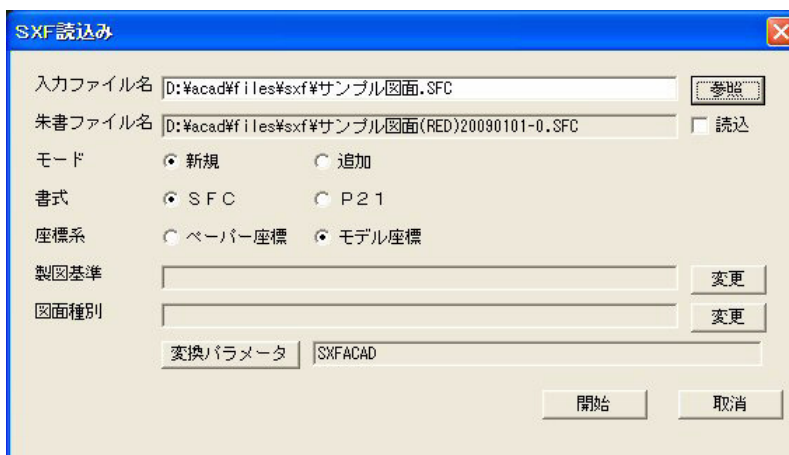 SXF読込み
入力ファイル名 D:¥acad¥files¥sxf¥サンプル図面.SFC 参照
朱書ファイル名 D:¥acad¥files¥sxf¥サンプル図面(RED)20090101-0.SFC 読込
モード 新規 追加
書式 ＳＦＣ Ｐ２１
座標系 ペーパー座標 モデル座標
製図基準 変更
図面種別 変更
変換パラメータ SXFACAD
開始 取消